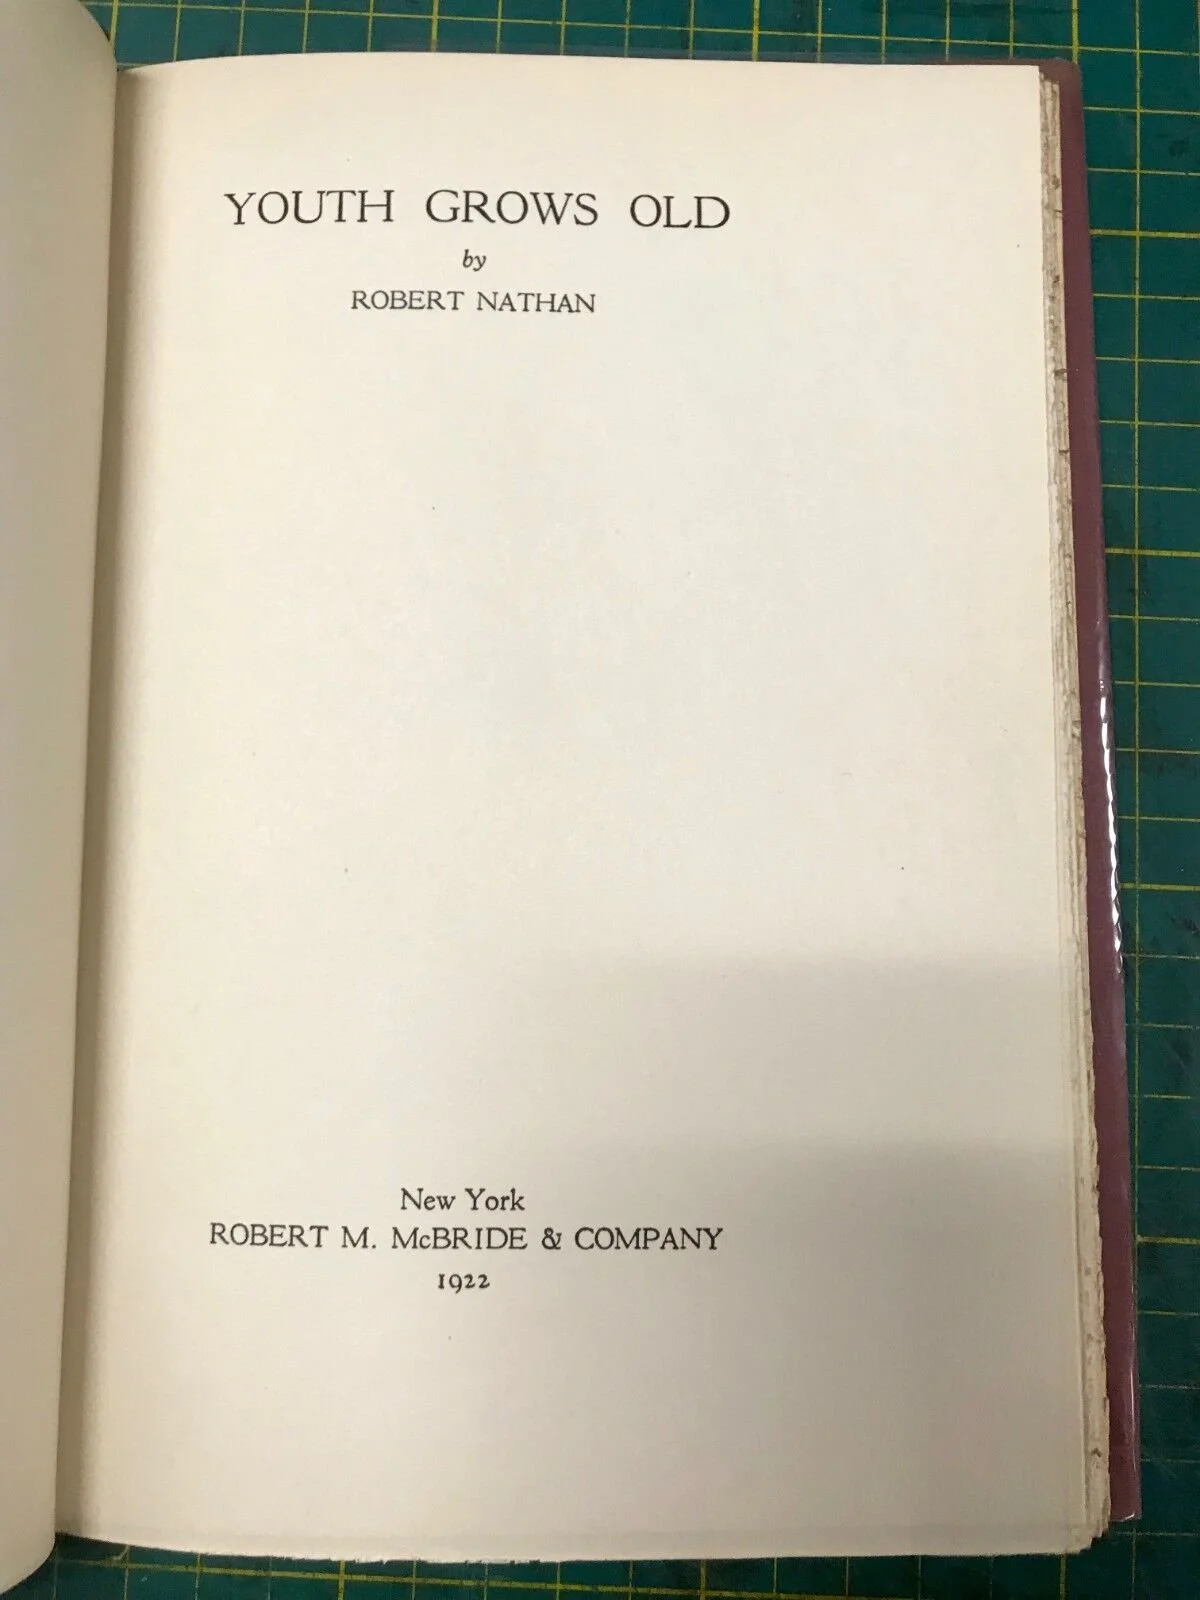 YOUTH GROWS OLD
by
ROBERT NATHAN
New York
ROBERT M. McBRIDE & COMPANY
1922